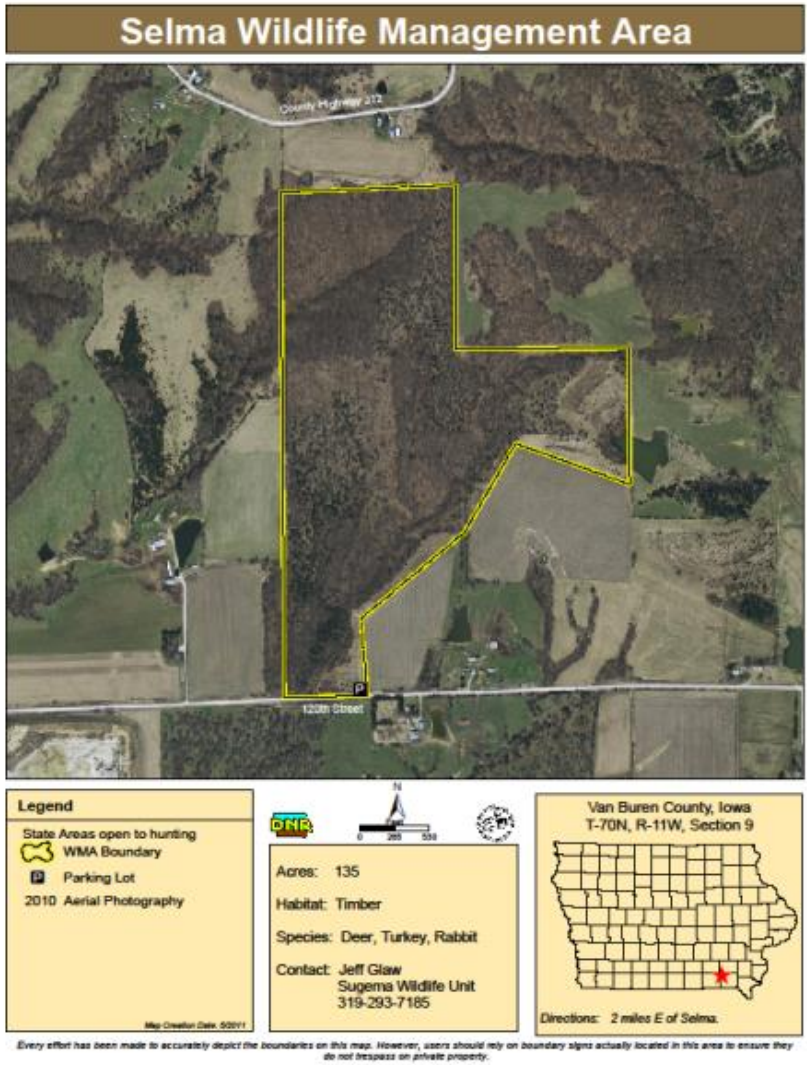 Selma Wildlife Management Area
County Highway 272
P
120th Street
Legend
State Areas open to hunting
WMA Boundary
P Parking Lot
2010 Aerial Photography
Map Creation Date: 5/2011
DNR
N
0
Acres: 135
Habitat: Timber
Species: Deer, Turkey, Rabbit
Contact: Jeff Glaw
Sugema Wildlife Unit
319-293-7185
Van Buren County, Iowa
T-70N, R-11W, Section 9
Directions: 2 miles E of Selma.
Every effort has been made to accurately depict the boundaries on this map. However, users should rely on boundary signs actually located in this area to ensure they
do not trespass on private property.